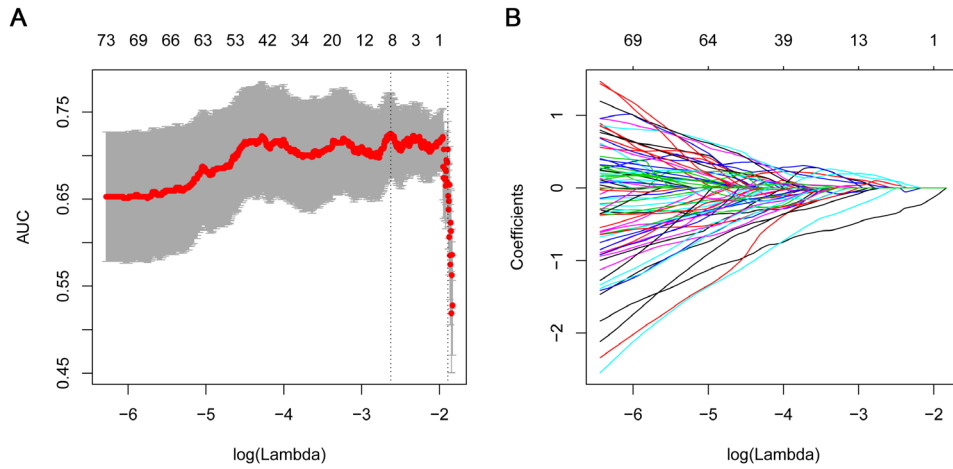 A
73 69 66 63 53 42 34 20 12 8 3 1
AUC
0.75
0.65
0.55
0.45
−6 −5 −4 −3 −2
log(Lambda)
B
69 64 39 13 1
Coefficients
1
0
−1
−2
−6 −5 −4 −3 −2
log(Lambda)